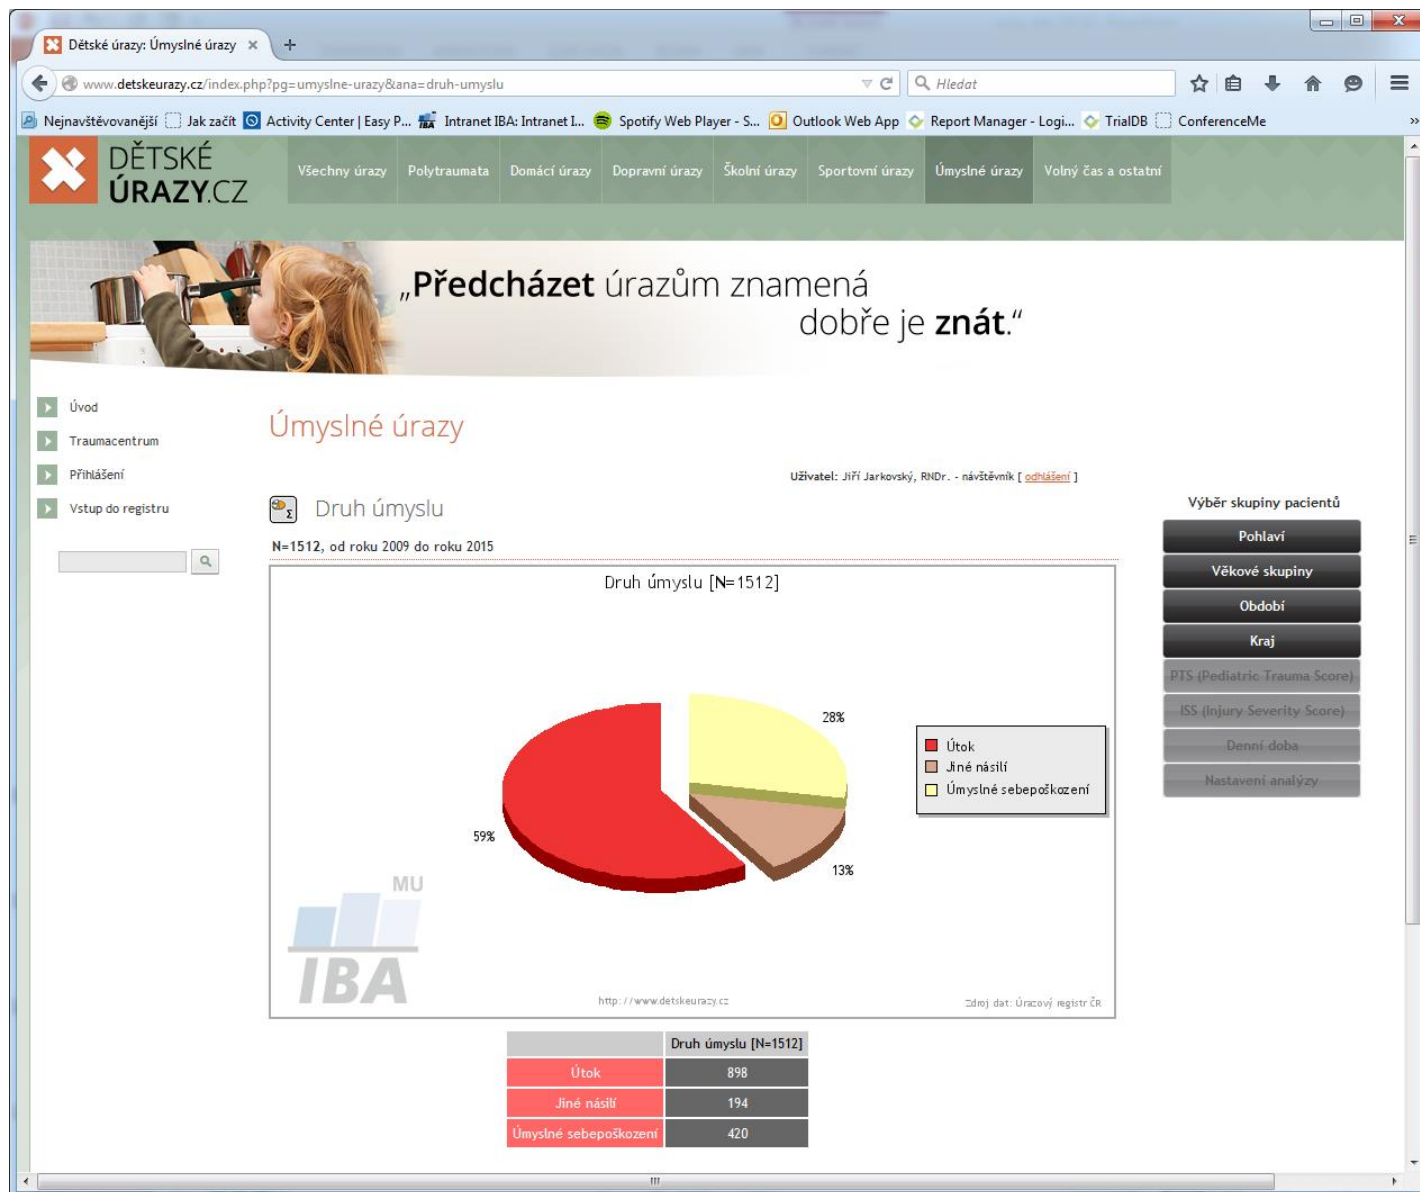 Dětské úrazy: Úmyslné úrazy
www.detskeurazy.cz/index.php?pg=umyslne-urazy&ana=druh-umyslu
Hledat
Nejnavštěvovanější Jak začít Activity Center | Easy P... Intranet IBA: Intranet I... Spotify Web Player - S... Outlook Web App Report Manager - Logi... TrialDB ConferenceMe »
DĚTSKÉ
ÚRAZY.CZ
Všechny úrazy Polytraumata Domácí úrazy Dopravní úrazy Školní úrazy Sportovní úrazy Úmyslné úrazy Volný čas a ostatní
„Předcházet úrazům znamená
dobře je znát.“
Úvod
Traumacentrum
Přihlášení
Vstup do registru
Úmyslné úrazy
Uživatel: Jiří Jarkovský, RNDr. - návštěvník [ odhlášení ]
Druh úmyslu
N=1512, od roku 2009 do roku 2015
Druh úmyslu [N=1512]
28%
59%
13%
Útok
Jiné násilí
Úmyslné sebepoškození
MU
IBA
http://www.detskeurazy.cz
Zdroj dat: Úrazový registr ČR
Druh úmyslu [N=1512]
Útok 898
Jiné násilí 194
Úmyslné sebepoškození 420
Výběr skupiny pacientů
Pohlaví
Věkové skupiny
Období
Kraj
PTS (Pediatric Trauma Score)
ISS (Injury Severity Score)
Denní doba
Nastavení analýzy